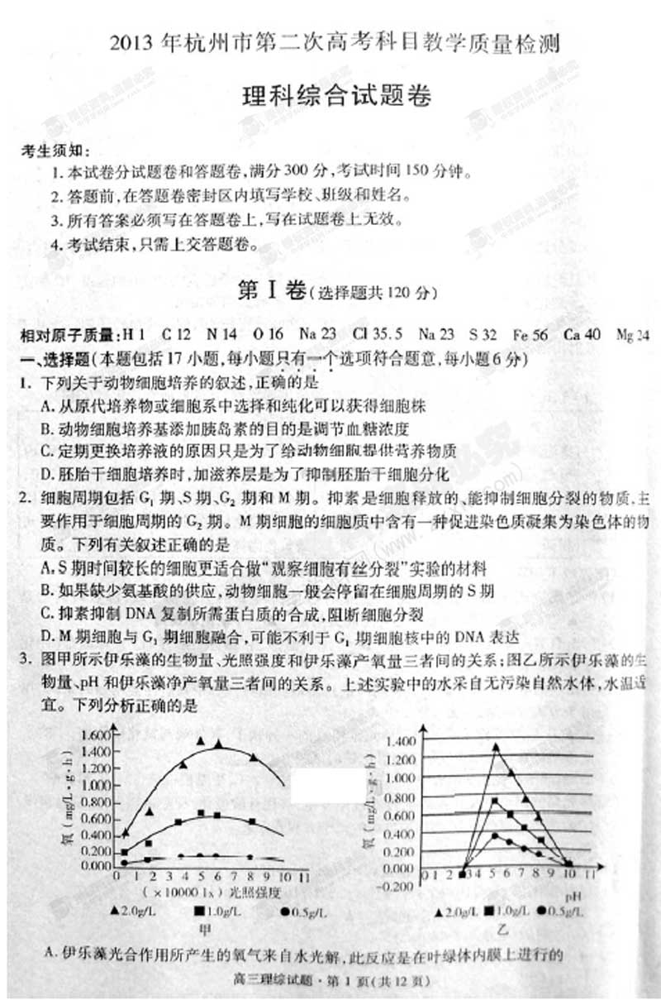 2013 年杭州市第二次高考科目教学质量检测
理科综合试题卷
考生须知：
1. 本试卷分试题卷和答题卷，满分300 分，考试时间 150 分钟。
2. 答题前，在答题卷密封区内填写学校、班级和姓名。
3. 所有答案必须写在答题卷上，写在试题卷上无效。
4. 考试结束，只需上交答题卷。
第 Ⅰ 卷（选择题共 120 分）
相对原子质量：H 1 C 12 N 14 O 16 Na 23 Cl 35.5 Na 23 S 32 Fe 56 Ca 40 Mg 24
一、选择题（本题包括 17 小题，每小题只有一个选项符合题意，每小题 6 分）
1. 下列关于动物细胞培养的叙述，正确的是
A. 从原代培养物或细胞系中选择和纯化可以获得细胞株
B. 动物细胞培养基添加胰岛素的目的是调节血糖浓度
C. 定期更换培养液的原因只是为了给动物细胞提供营养物质
D. 胚胎干细胞培养时，加滋养层是为了抑制胚胎干细胞分化
2. 细胞周期包括 G₁ 期、S 期、G₂ 期和 M 期。抑素是细胞释放的、能抑制细胞分裂的物质，主
要作用于细胞周期的 G₂ 期。M 期细胞的细胞质中含有一种促进染色质凝集为染色体的物
质。下列有关叙述正确的是
A. S 期时间较长的细胞更适合做“观察细胞有丝分裂”实验的材料
B. 如果缺少氨基酸的供应，动物细胞一般会停留在细胞周期的 S 期
C. 抑素抑制 DNA 复制所需蛋白质的合成，阻断细胞分裂
D. M 期细胞与 G₁ 期细胞融合，可能不利于 G₁ 期细胞核中的 DNA 表达
3. 图甲所示伊乐藻的生物量、光照强度和伊乐藻产氧量三者间的关系；图乙所示伊乐藻的生
物量、pH 和伊乐藻净产氧量三者间的关系。上述实验中的水采自无污染自然水体，水温适
宜。下列分析正确的是
氧（mg/L·g·h）
1.600
1.400
1.200
1.000
0.800
0.600
0.400
0.200
0.000
0 1 2 3 4 5 6 7 8 9 10 11
（×10000 lx）光照强度
▲2.0g/L ■1.0g/L ●0.5g/L
甲
氧（mg/L·g·h）
1.400
1.200
1.000
0.800
0.600
0.400
0.200
0.000
-0.200
0 1 2 3 4 5 6 7 8 9 10 11
pH
▲2.0g/L ■1.0g/L ●0.5g/L
乙
A. 伊乐藻光合作用所产生的氧气来自水光解，此反应是在叶绿体内膜上进行的
高三理综试题·第 1 页（共 12 页）